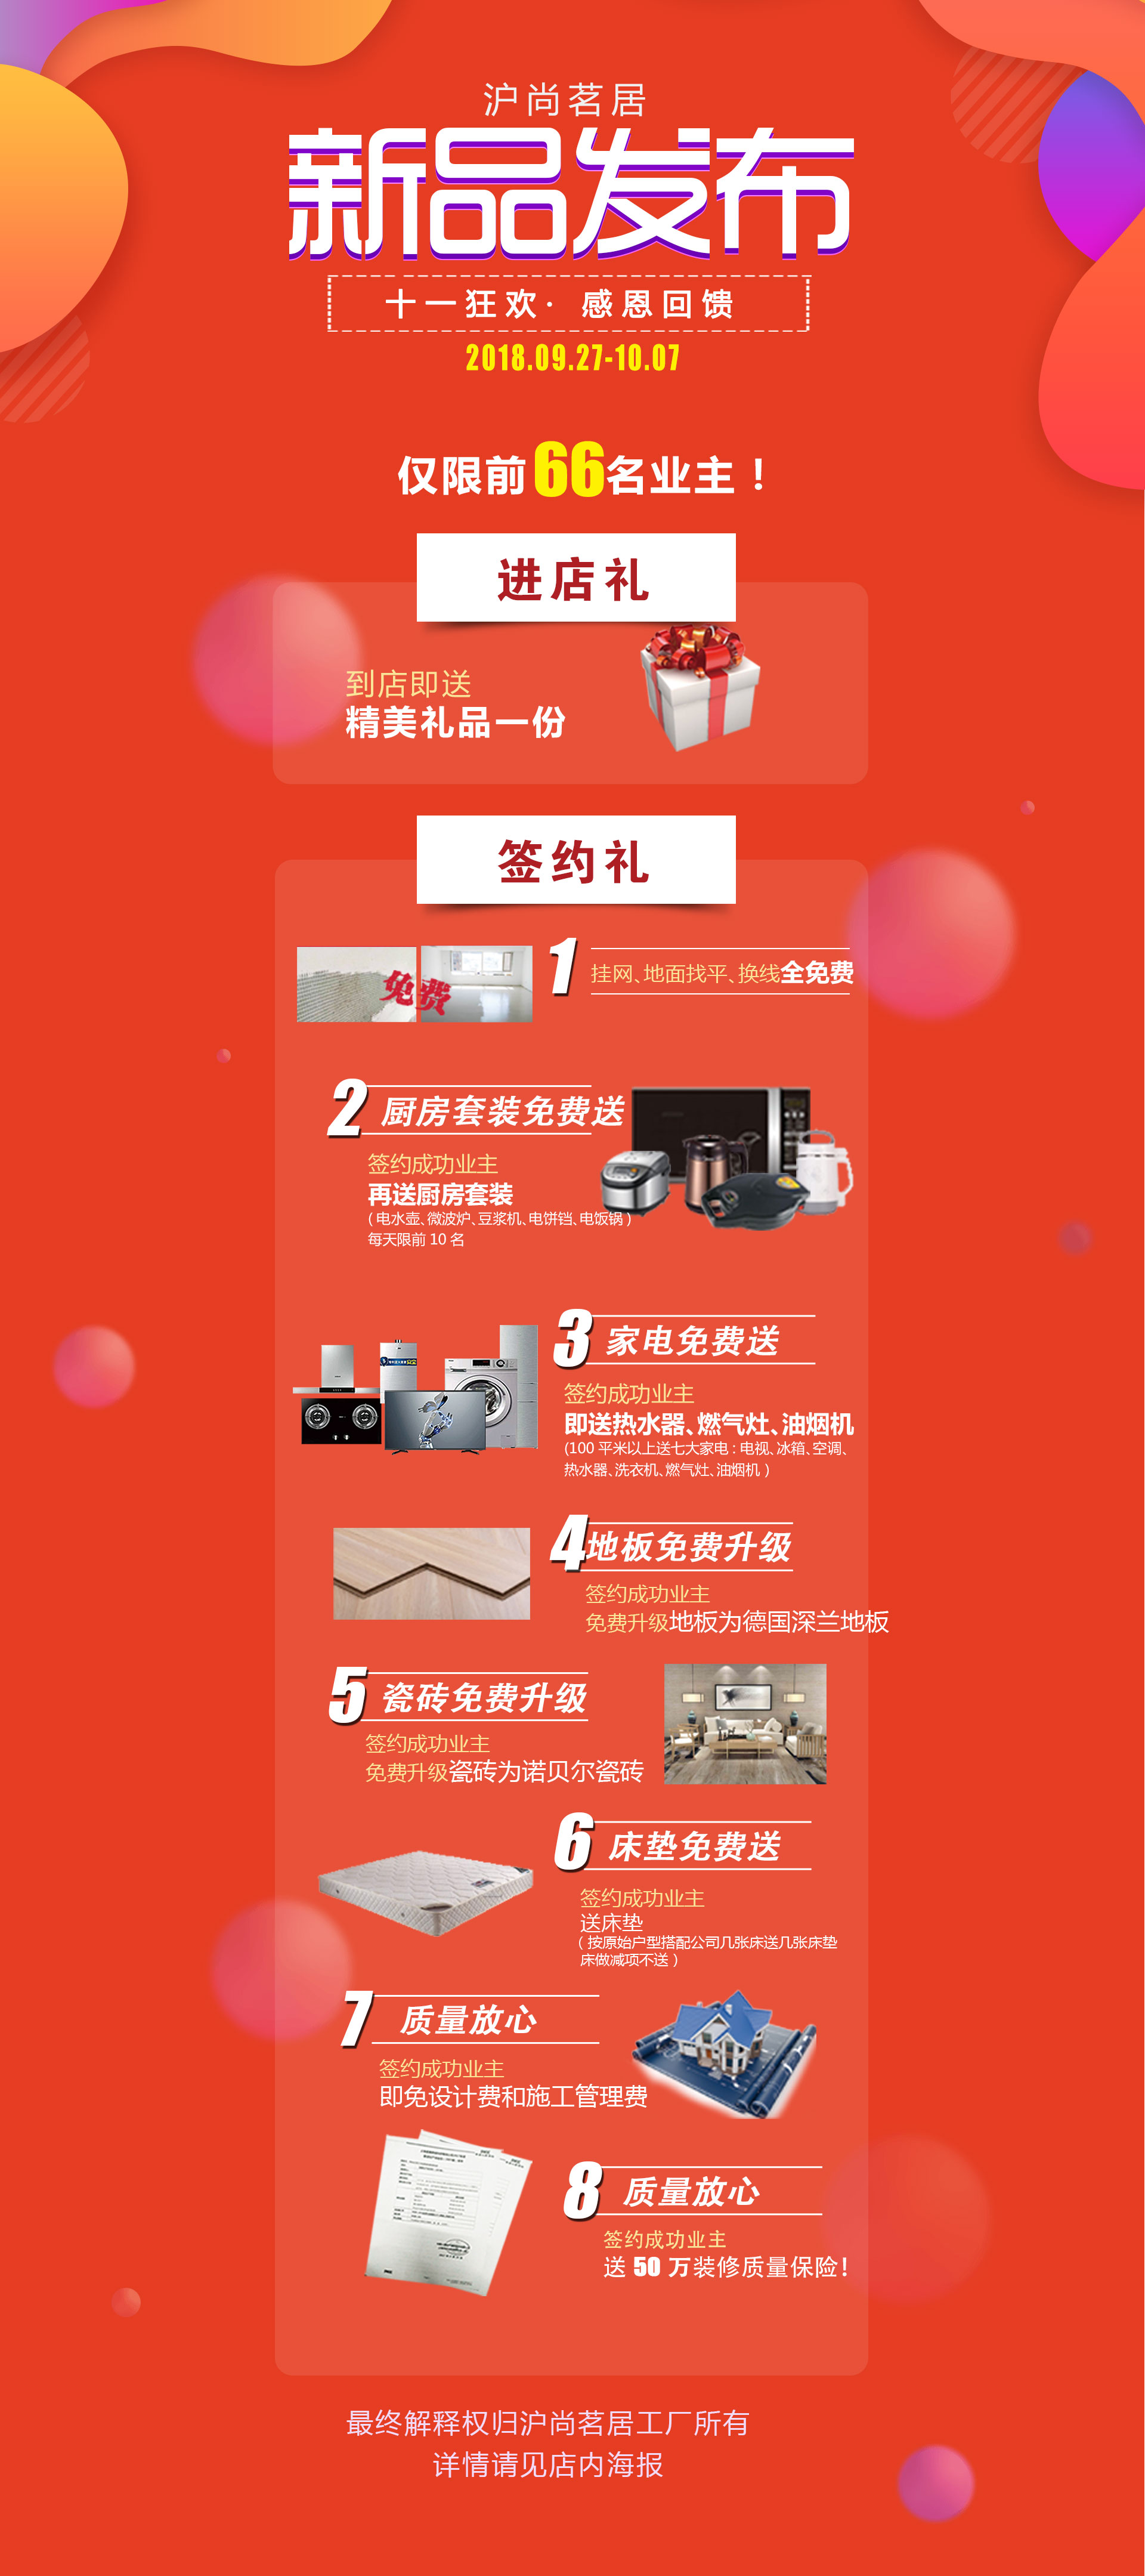 沪尚茗居
新品发布
十一狂欢· 感恩回馈
2018.09.27-10.07
仅限前66名业主！
进店礼
到店即送
精美礼品一份
签约礼
免费
1
挂网、地面找平、换线全免费
2 厨房套装免费送
签约成功业主
再送厨房套装
（电水壶、微波炉、豆浆机、电饼铛、电饭锅）
每天限前 10 名
3 家电免费送
签约成功业主
即送热水器、燃气灶、油烟机
(100 平米以上送七大家电：电视、冰箱、空调、
热水器、洗衣机、燃气灶、油烟机）
4 地板免费升级
签约成功业主
免费升级地板为德国深兰地板
5 瓷砖免费升级
签约成功业主
免费升级瓷砖为诺贝尔瓷砖
6 床垫免费送
签约成功业主
送床垫
（按原始户型搭配公司几张床送几张床垫
床做减项不送）
7 质量放心
签约成功业主
即免设计费和施工管理费
8 质量放心
签约成功业主
送 50 万装修质量保险！
最终解释权归沪尚茗居工厂所有
详情请见店内海报